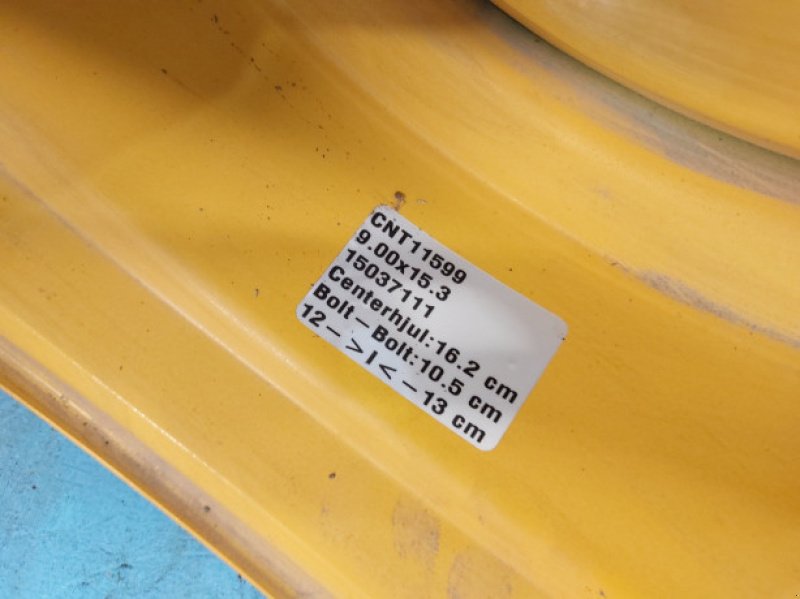 CNT11599
9.00x15.3
15037111
Centerhjul:16.2 cm
Bolt – Bolt:10.5 cm
12–>|<–13 cm